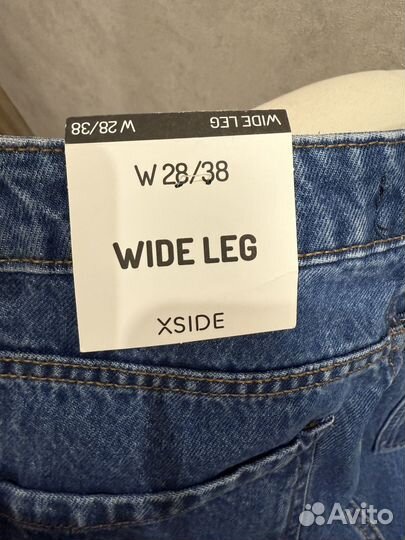 W 28/38 WIDE LEG
W 28/38
WIDE LEG
XSIDE
Avito